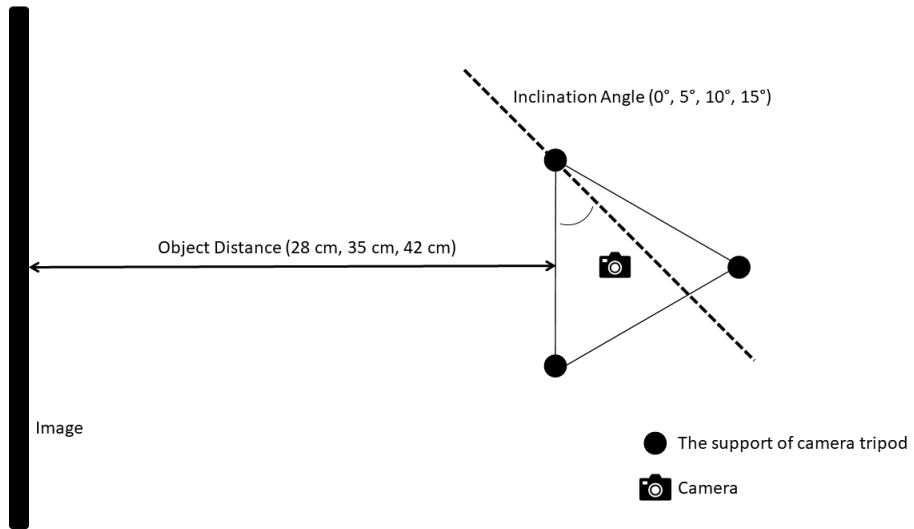 Inclination Angle (0°, 5°, 10°, 15°)
Object Distance (28 cm, 35 cm, 42 cm)
Image
The support of camera tripod
Camera